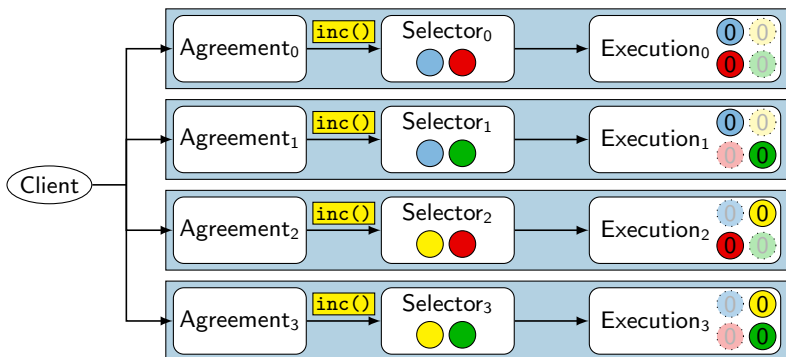 inc()
Agreement0 Selector0 Execution0 0 0
0 0
inc()
Agreement1 Selector1 Execution1 0 0
0 0
Client
inc()
Agreement2 Selector2 Execution2 0 0
0 0
inc()
Agreement3 Selector3 Execution3 0 0
0 0